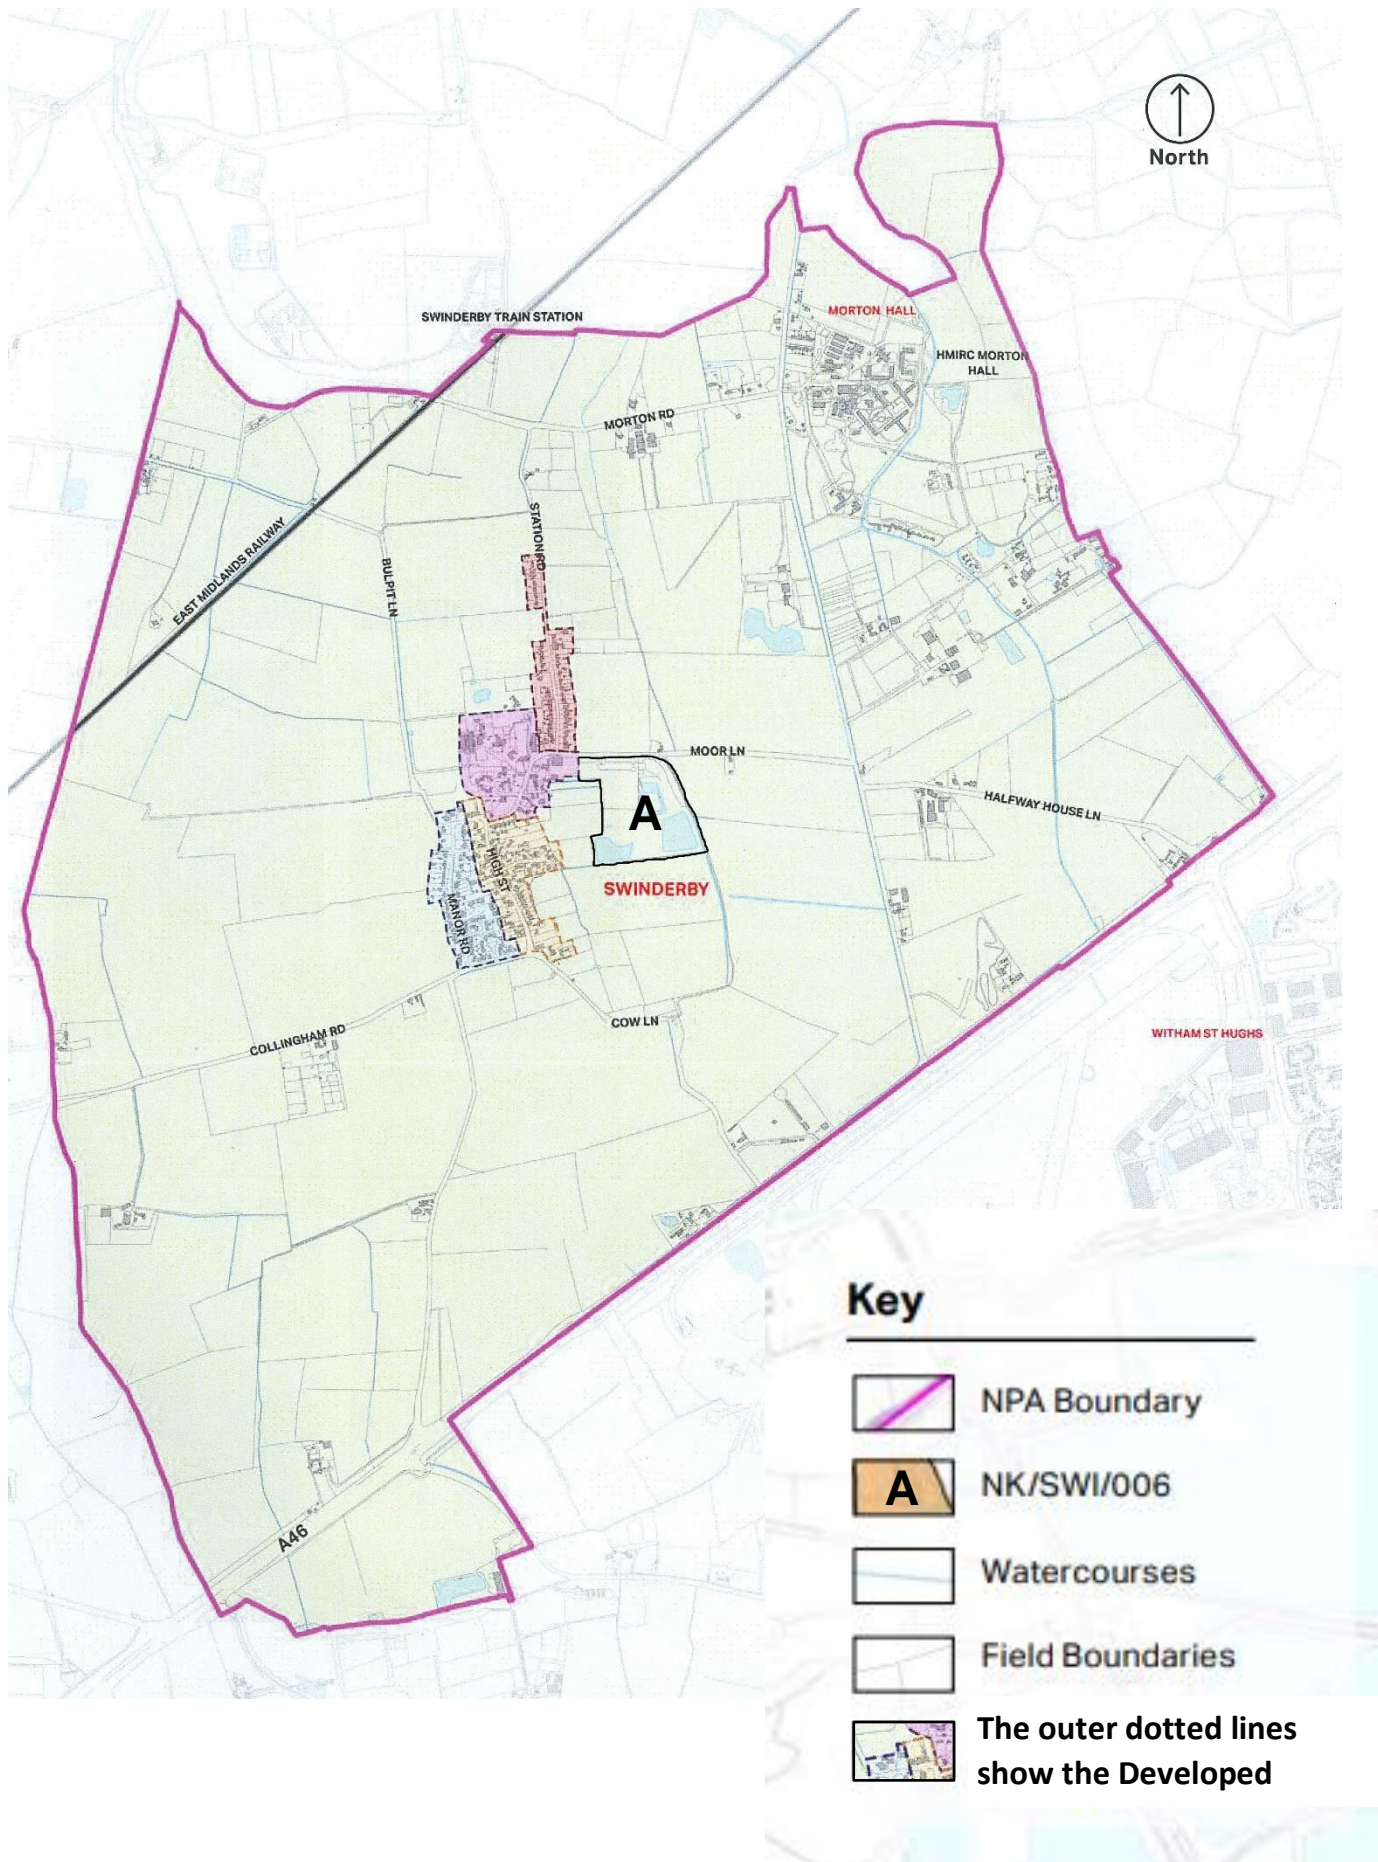 North
SWINDERBY TRAIN STATION
MORTON HALL
HMIRC MORTON
HALL
MORTON RD
STATION RD
EAST MIDLANDS RAILWAY
BULPIT LN
MOOR LN
HALFWAY HOUSE LN
A
HIGH ST
SWINDERBY
MANOR RD
COW LN
COLLINGHAM RD
WITHAM ST HUGHS
A46
Key
NPA Boundary
A NK/SWI/006
Watercourses
Field Boundaries
The outer dotted lines
show the Developed